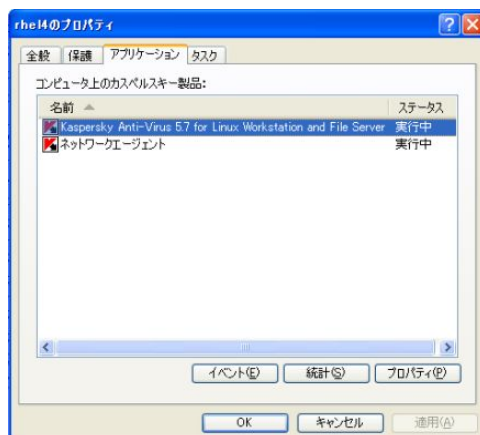 rhel4のプロパティ
全般 保護 アプリケーション タスク
コンピュータ上のカスペルスキー製品:
名前 ステータス
Kaspersky Anti-Virus 5.7 for Linux Workstation and File Server 実行中
ネットワークエージェント 実行中
イベント(E) 統計(S) プロパティ(P)
OK キャンセル 適用(A)